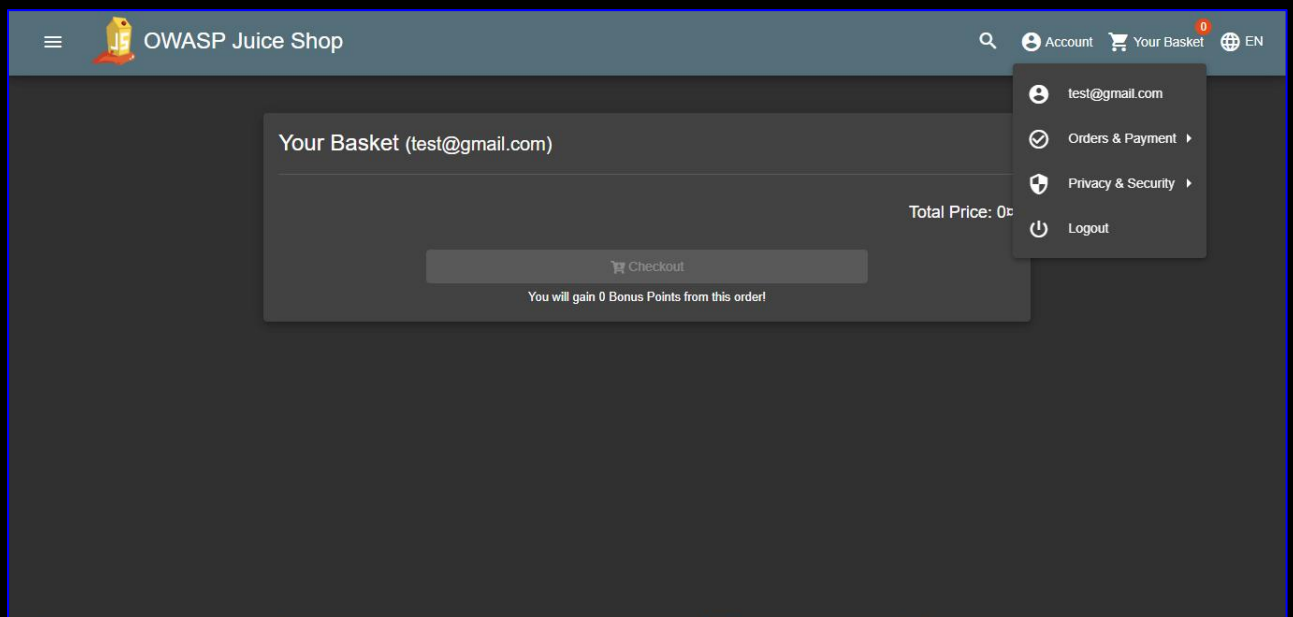 OWASP Juice Shop
Account
0
Your Basket
EN
test@gmail.com
Orders & Payment
Privacy & Security
Logout
Your Basket (test@gmail.com)
Total Price: 0¤
Checkout
You will gain 0 Bonus Points from this order!